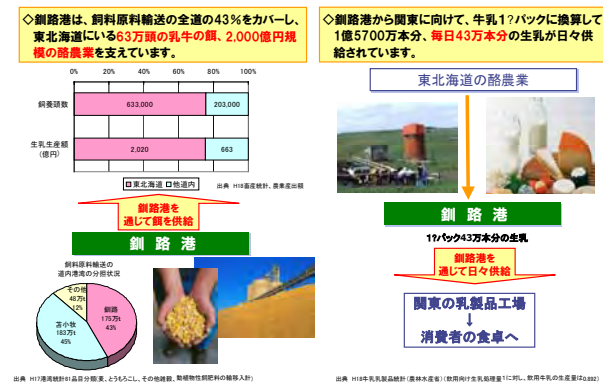 ◇釧路港は、飼料原料輸送の全道の43％をカバーし、
東北海道にいる63万頭の乳牛の餌、2,000億円規
模の酪農業を支えています。
0% 20% 40% 60% 80% 100%
飼養頭数
633,000
203,000
生乳生産額
(億円)
2,020
663
東北海道 他道内
出典 H18畜産統計、農業産出額
釧路港を
通じて餌を供給
釧 路 港
飼料原料輸送の
道内港湾の分担状況
その他
48万t
12%
釧路
175万t
43%
苫小牧
183万t
45%
出典 H17港湾統計81品目分類(麦、とうもろこし、その他雑穀、動植物性飼肥料の輸移入計)
◇釧路港から関東に向けて、牛乳1?パックに換算して
1億5700万本分、毎日43万本分の生乳が日々供
給されています。
東北海道の酪農業
釧 路 港
1?パック43万本分の生乳
釧路港を
通じて日々供給
関東の乳製品工場
↓
消費者の食卓へ
出典 H18牛乳乳製品統計(農林水産省)(飲用向け生乳処理量1に対し、飲用牛乳の生産量は0.992)